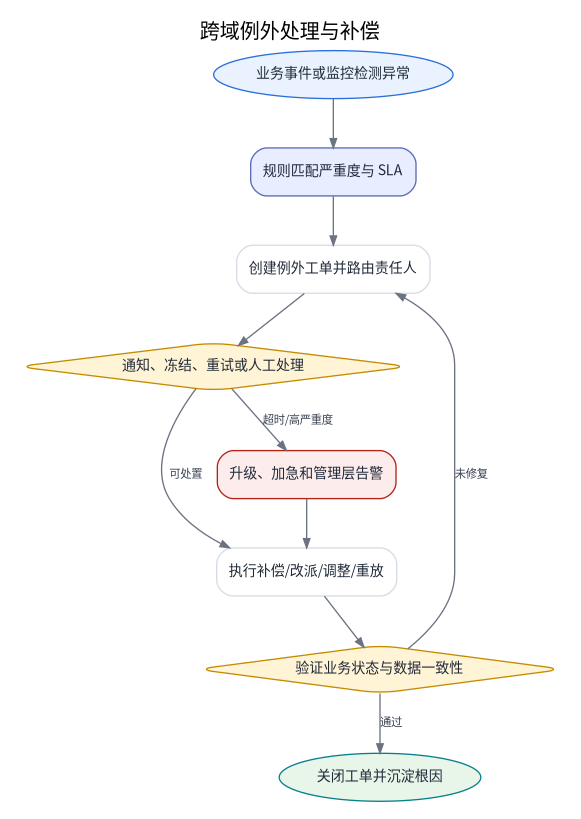 跨域例外处理与补偿
业务事件或监控检测异常
规则匹配严重度与 SLA
创建例外工单并路由责任人
通知、冻结、重试或人工处理
超时/高严重度
可处置
升级、加急和管理层告警
未修复
执行补偿/改派/调整/重放
验证业务状态与数据一致性
通过
关闭工单并沉淀根因